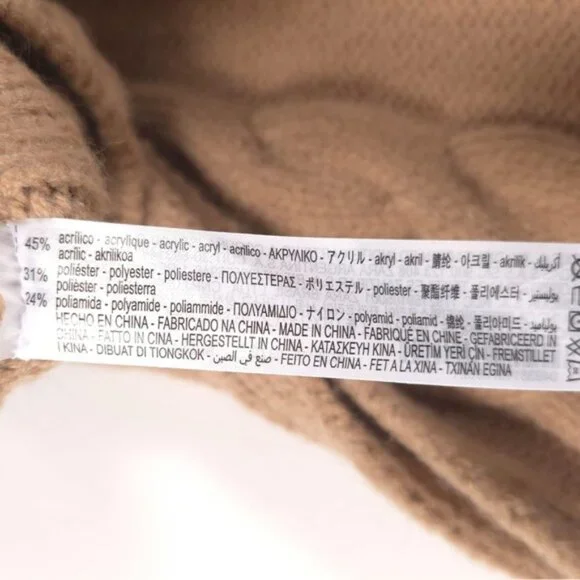 45% acrílico - acrylique - acrylic - acryl - acrilico - ΑΚΡΥΛΙΚΟ - アクリル - akryl - akril - 腈纶 - 아크릴 - akrilik - أكريليك
acrílic - akrilikoa
31% poliéster - polyester - poliestere - ΠΟΛΥΕΣΤΕΡΑΣ - ポリエステル - poliester - 聚酯纤维 - 폴리에스터 - بوليستير
polièster - poliesterra
24% poliamida - polyamide - poliammide - ΠΟΛΥΑΜΙΔΙΟ - ナイロン - polyamid - poliamid - 锦纶 - 폴리아미드 - بولياميد
HECHO EN CHINA - FABRICADO NA CHINA - MADE IN CHINA - FABRIQUE EN CHINE - GEFABRICEERD IN
CHINA - FATTO IN CINA - HERGESTELLT IN CHINA - ΚΑΤΑΣΚΕΥΗ ΚΙΝΑ - ÜRETİM YERİ ÇİN - FREMSTILLET
I KINA - DIBUAT DI TIONGKOK - صنع في الصين - FEITO EN CHINA - FET A LA XINA - TXINAN EGINA